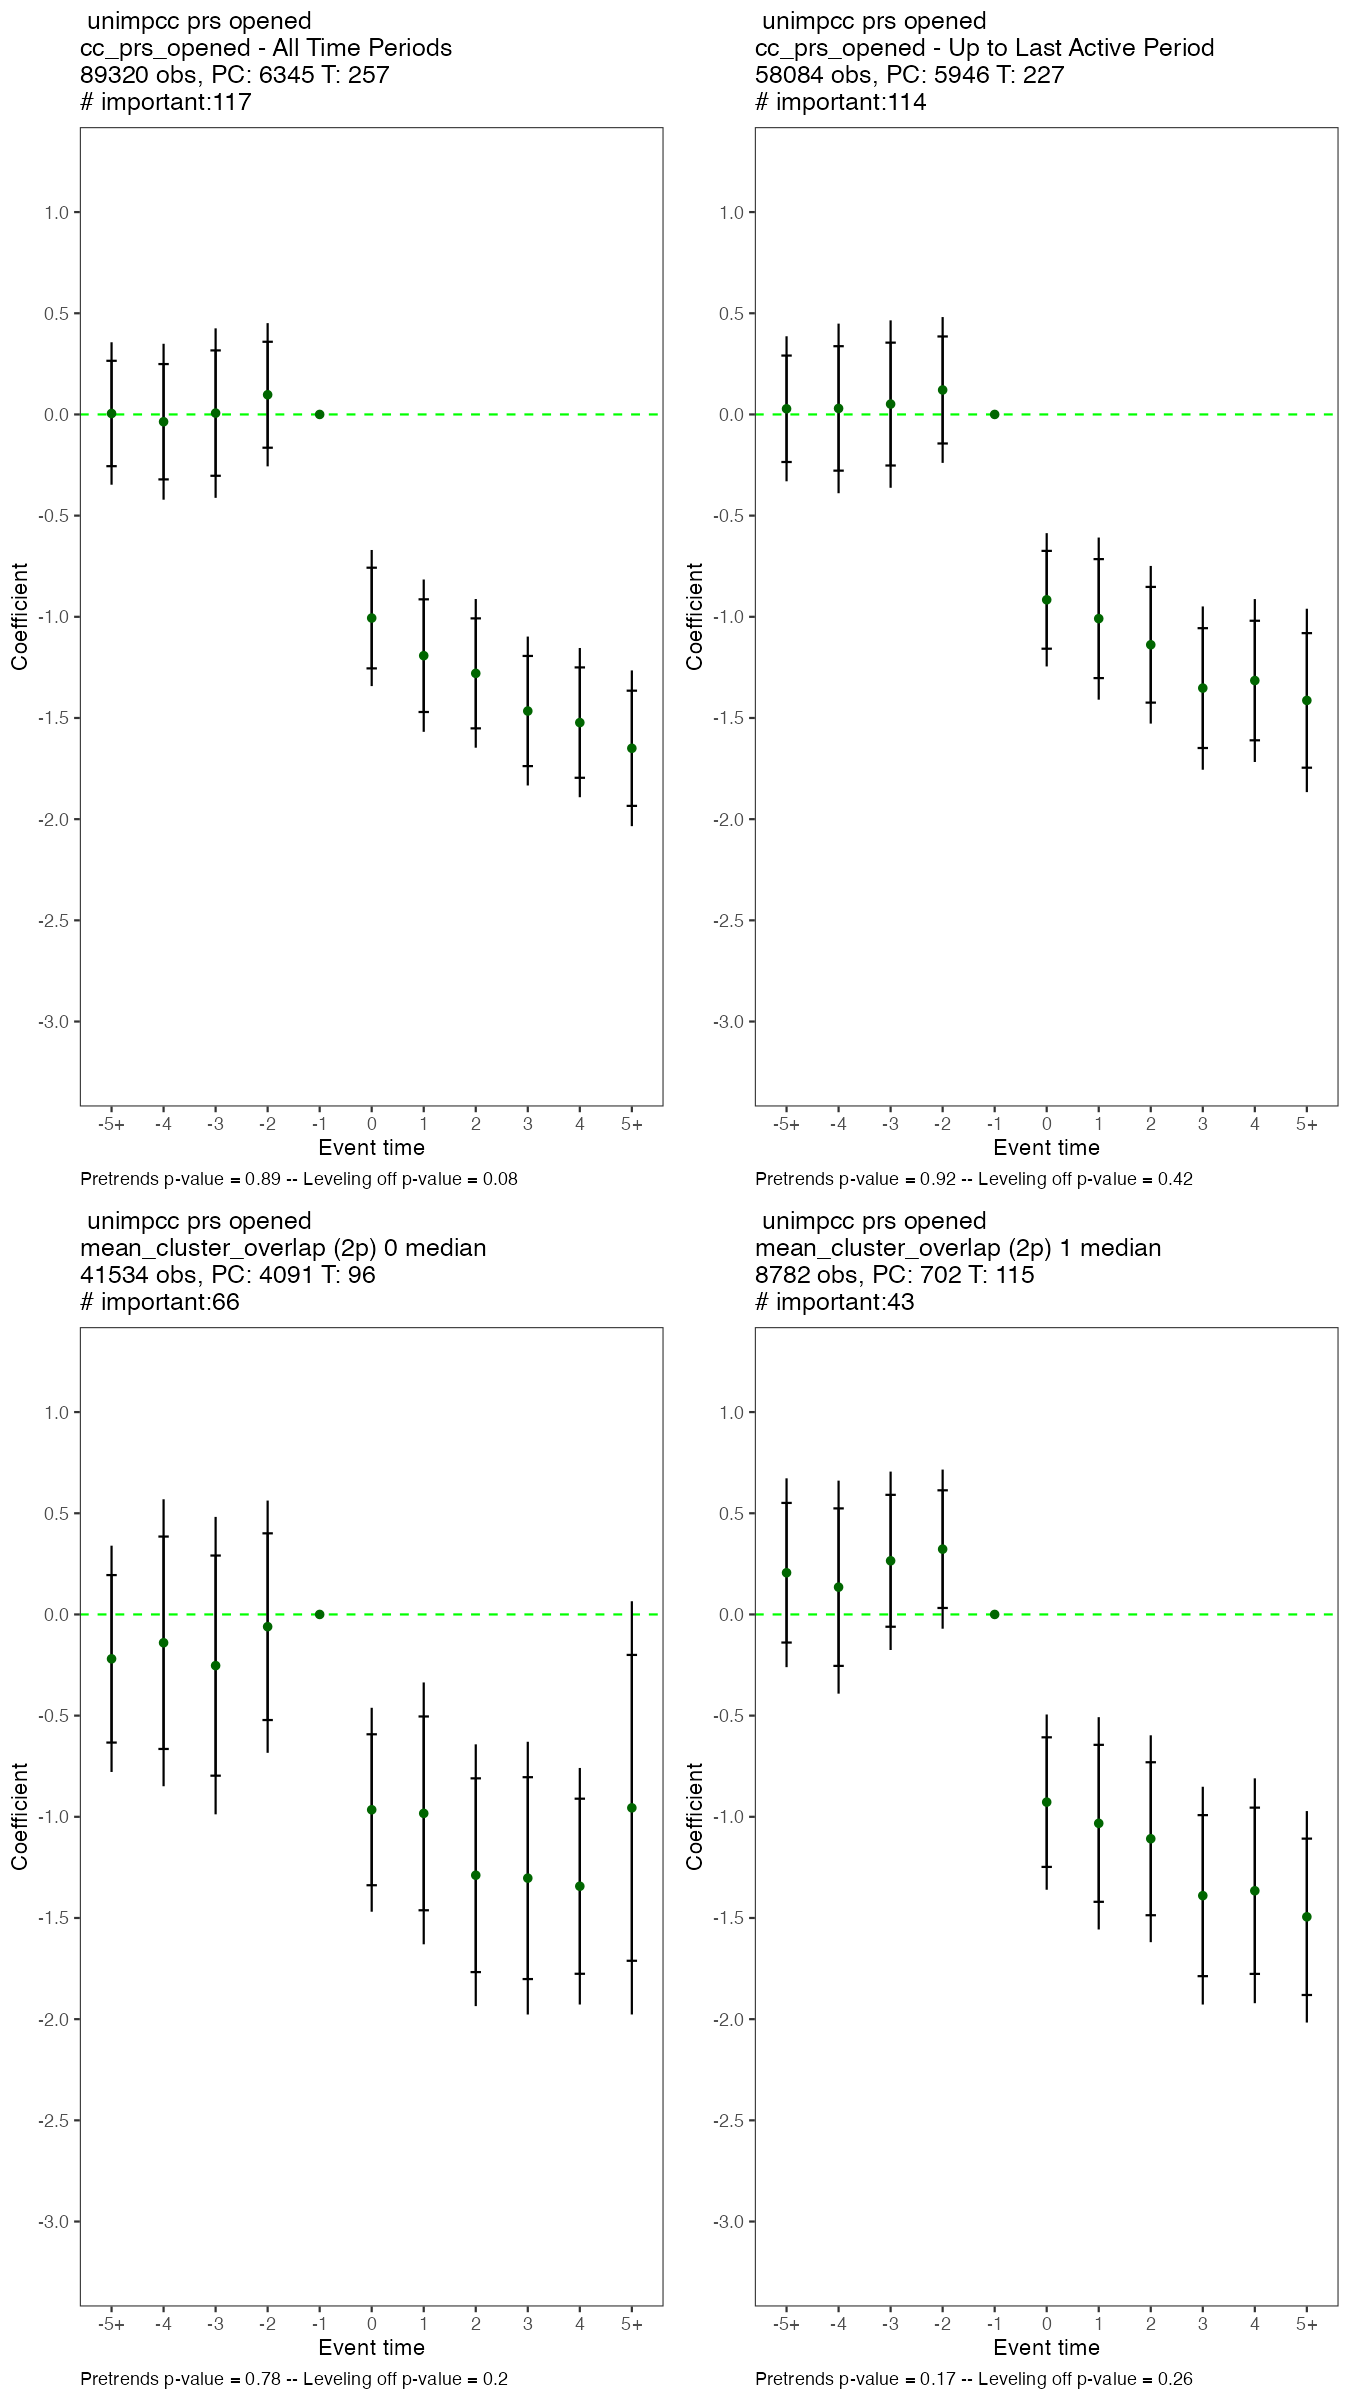 unimpcc prs opened
cc_prs_opened - All Time Periods
89320 obs, PC: 6345 T: 257
# important:117
1.0
0.5
0.0
-0.5
-1.0
-1.5
-2.0
-2.5
-3.0
Coefficient
-5+ -4 -3 -2 -1 0 1 2 3 4 5+
Event time
Pretrends p-value = 0.89 -- Leveling off p-value = 0.08
unimpcc prs opened
cc_prs_opened - Up to Last Active Period
58084 obs, PC: 5946 T: 227
# important:114
1.0
0.5
0.0
-0.5
-1.0
-1.5
-2.0
-2.5
-3.0
Coefficient
-5+ -4 -3 -2 -1 0 1 2 3 4 5+
Event time
Pretrends p-value = 0.92 -- Leveling off p-value = 0.42
unimpcc prs opened
mean_cluster_overlap (2p) 0 median
41534 obs, PC: 4091 T: 96
# important:66
1.0
0.5
0.0
-0.5
-1.0
-1.5
-2.0
-2.5
-3.0
Coefficient
-5+ -4 -3 -2 -1 0 1 2 3 4 5+
Event time
Pretrends p-value = 0.78 -- Leveling off p-value = 0.2
unimpcc prs opened
mean_cluster_overlap (2p) 1 median
8782 obs, PC: 702 T: 115
# important:43
1.0
0.5
0.0
-0.5
-1.0
-1.5
-2.0
-2.5
-3.0
Coefficient
-5+ -4 -3 -2 -1 0 1 2 3 4 5+
Event time
Pretrends p-value = 0.17 -- Leveling off p-value = 0.26